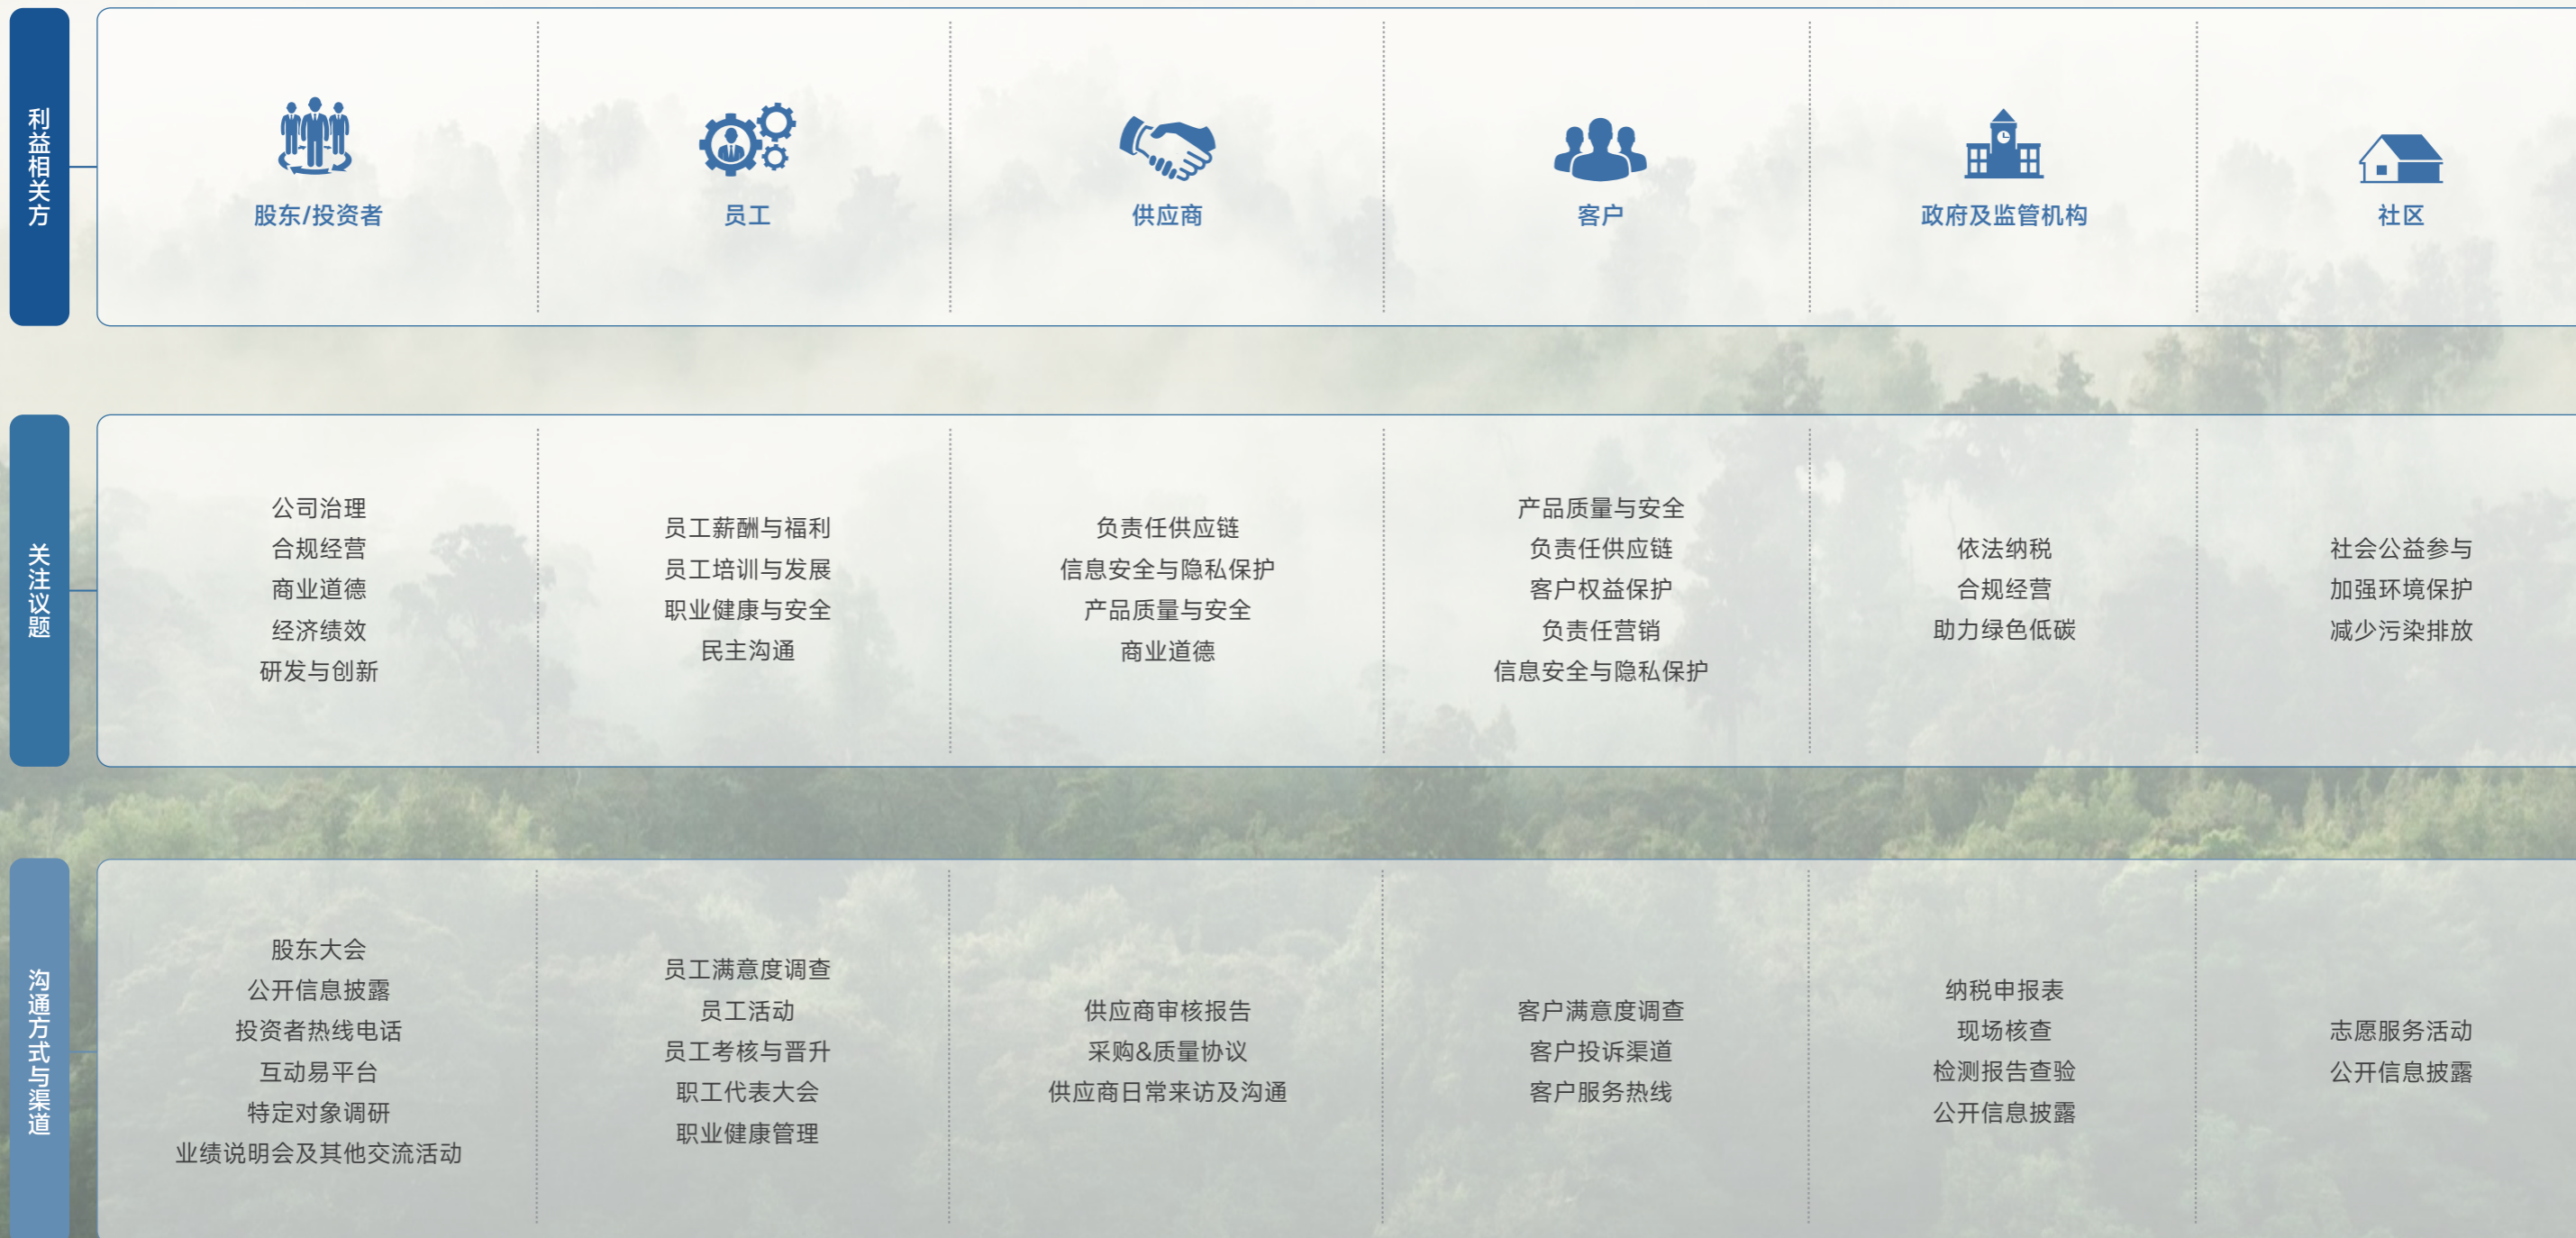 利益相关方
股东/投资者
员工
供应商
客户
政府及监管机构
社区
关注议题
公司治理
合规经营
商业道德
经济绩效
研发与创新
员工薪酬与福利
员工培训与发展
职业健康与安全
民主沟通
负责任供应链
信息安全与隐私保护
产品质量与安全
商业道德
产品质量与安全
负责任供应链
客户权益保护
负责任营销
信息安全与隐私保护
依法纳税
合规经营
助力绿色低碳
社会公益参与
加强环境保护
减少污染排放
沟通方式与渠道
股东大会
公开信息披露
投资者热线电话
互动易平台
特定对象调研
业绩说明会及其他交流活动
员工满意度调查
员工活动
员工考核与晋升
职工代表大会
职业健康管理
供应商审核报告
采购&质量协议
供应商日常来访及沟通
客户满意度调查
客户投诉渠道
客户服务热线
纳税申报表
现场核查
检测报告查验
公开信息披露
志愿服务活动
公开信息披露